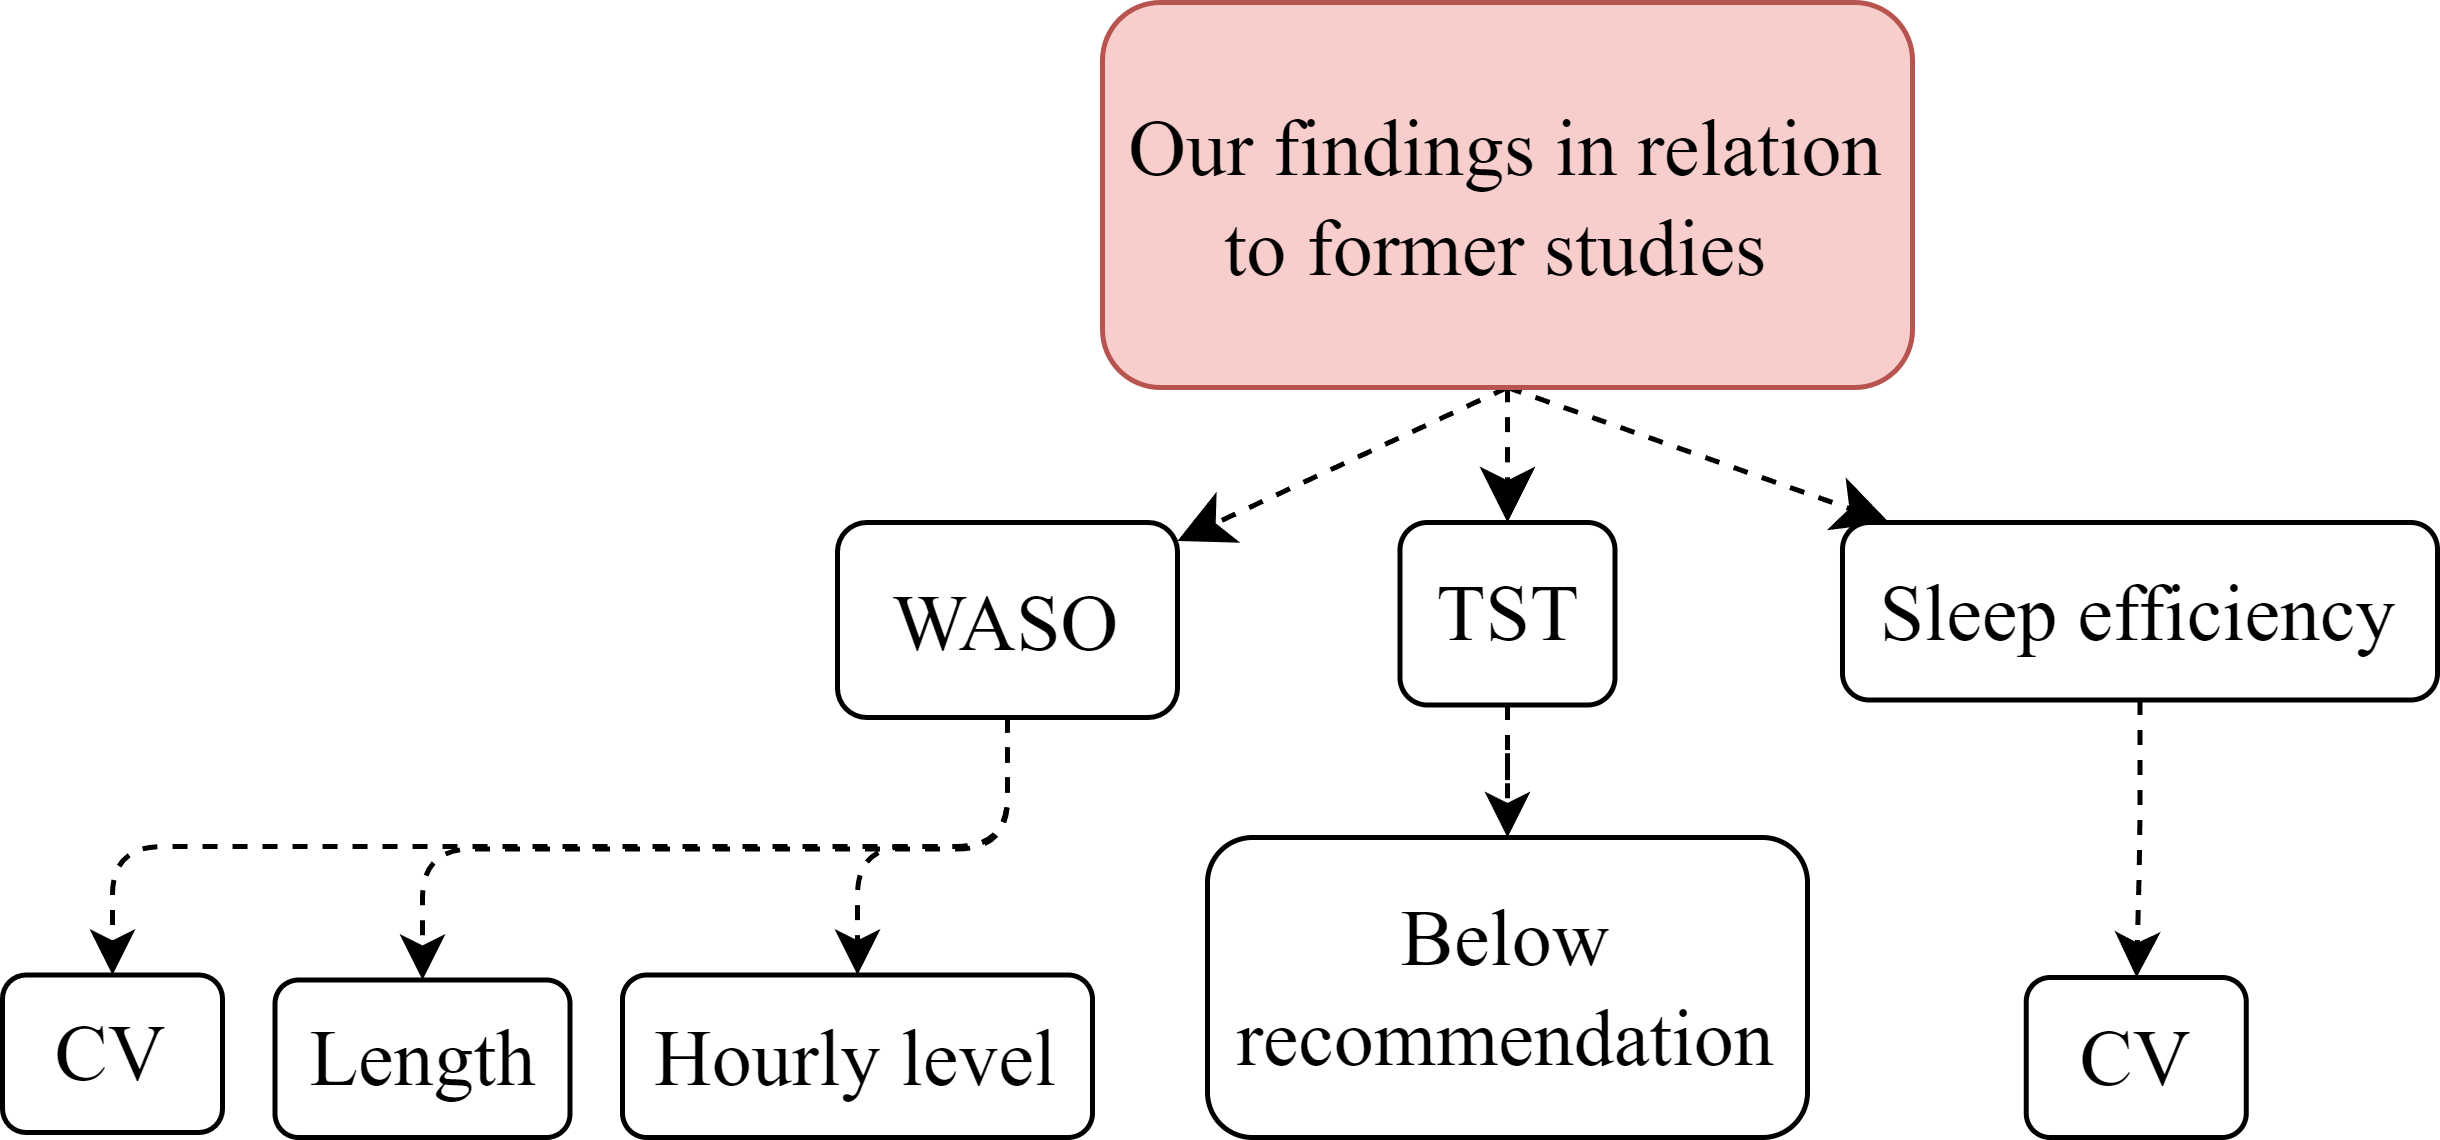 Our findings in relation
to former studies
WASO
TST
Sleep efficiency
CV
Length
Hourly level
Below
recommendation
CV